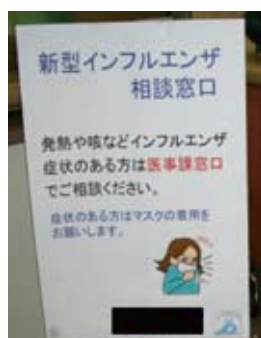 新型インフルエンザ
相談窓口
発熱や咳などインフルエンザ
症状のある方は医事課窓口
でご相談ください。
症状のある方はマスクの着用を
お願いします。